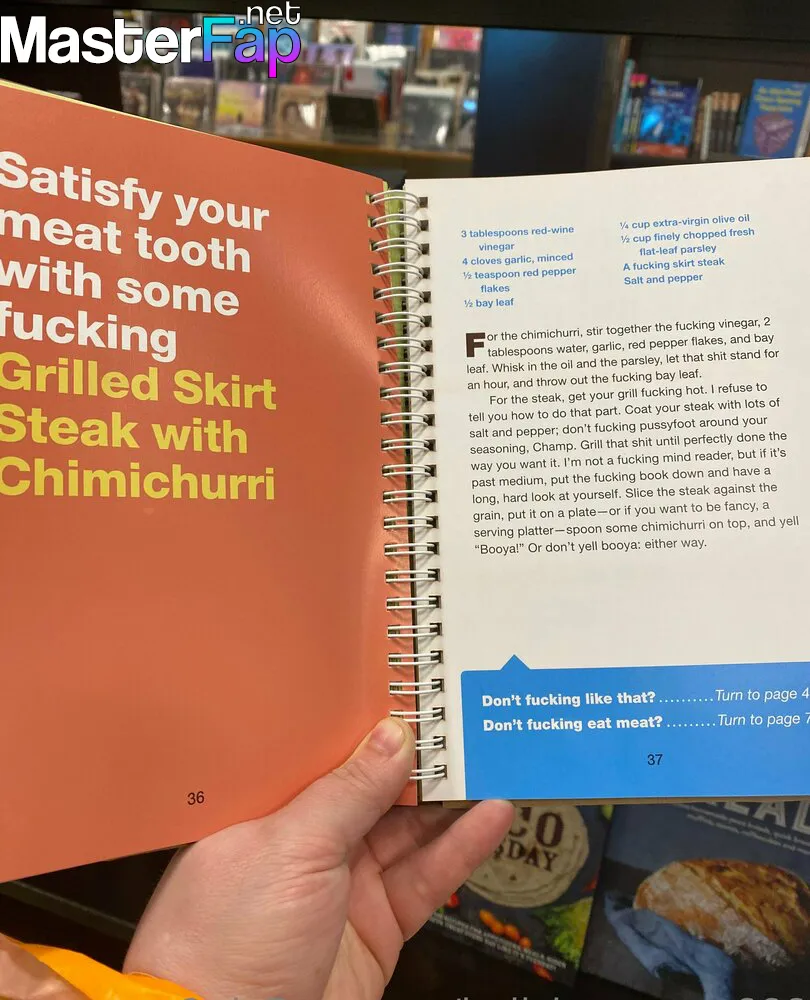 MasterFap
.net
Satisfy your
meat tooth
with some
fucking
Grilled Skirt
Steak with
Chimichurri
36
3 tablespoons red-wine
vinegar
4 cloves garlic, minced
½ teaspoon red pepper
flakes
½ bay leaf
¼ cup extra-virgin olive oil
½ cup finely chopped fresh
flat-leaf parsley
A fucking skirt steak
Salt and pepper
For the chimichurri, stir together the fucking vinegar, 2
tablespoons water, garlic, red pepper flakes, and bay
leaf. Whisk in the oil and the parsley, let that shit stand for
an hour, and throw out the fucking bay leaf.
For the steak, get your grill fucking hot. I refuse to
tell you how to do that part. Coat your steak with lots of
salt and pepper; don’t fucking pussyfoot around your
seasoning, Champ. Grill that shit until perfectly done the
way you want it. I’m not a fucking mind reader, but if it’s
past medium, put the fucking book down and have a
long, hard look at yourself. Slice the steak against the
grain, put it on a plate—or if you want to be fancy, a
serving platter—spoon some chimichurri on top, and yell
“Booya!” Or don’t yell booya: either way.
Don’t fucking like that? .......... Turn to page 4
Don’t fucking eat meat? ......... Turn to page 7
37
DAY